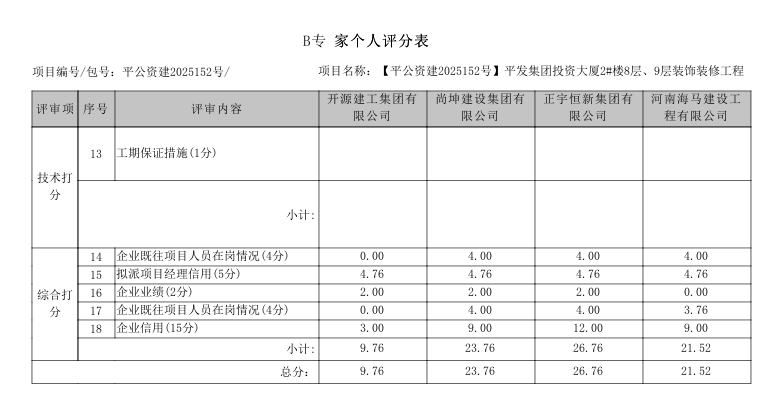 B专 家个人评分表
项目编号/包号: 平公资建2025152号/ 项目名称: 【平公资建2025152号】平发集团投资大厦2#楼8层、9层装饰装修工程
评审项 序号 评审内容 开源建工集团有限公司 尚坤建设集团有限公司 正宇恒新集团有限公司 河南海马建设工程有限公司
技术打分 13 工期保证措施(1分)
小计:
综合打分 14 企业既往项目人员在岗情况(4分) 0.00 4.00 4.00 4.00
15 拟派项目经理信用(5分) 4.76 4.76 4.76 4.76
16 企业业绩(2分) 2.00 2.00 2.00 0.00
17 企业既往项目人员在岗情况(4分) 0.00 4.00 4.00 3.76
18 企业信用(15分) 3.00 9.00 12.00 9.00
小计: 9.76 23.76 26.76 21.52
总分: 9.76 23.76 26.76 21.52